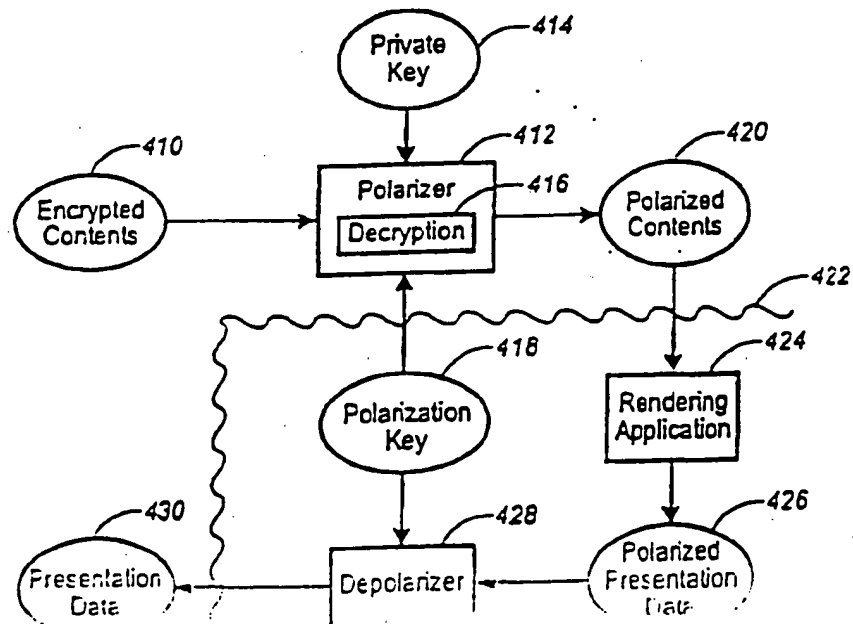 Private
Key
414
410
412
420
Encrypted
Contents
Polarizer
416
Decryption
Polarized
Contents
422
418
424
Polarization
Key
Rendering
Application
430
428
426
Presentation
Data
Depolarizer
Polarized
Presentation
Data